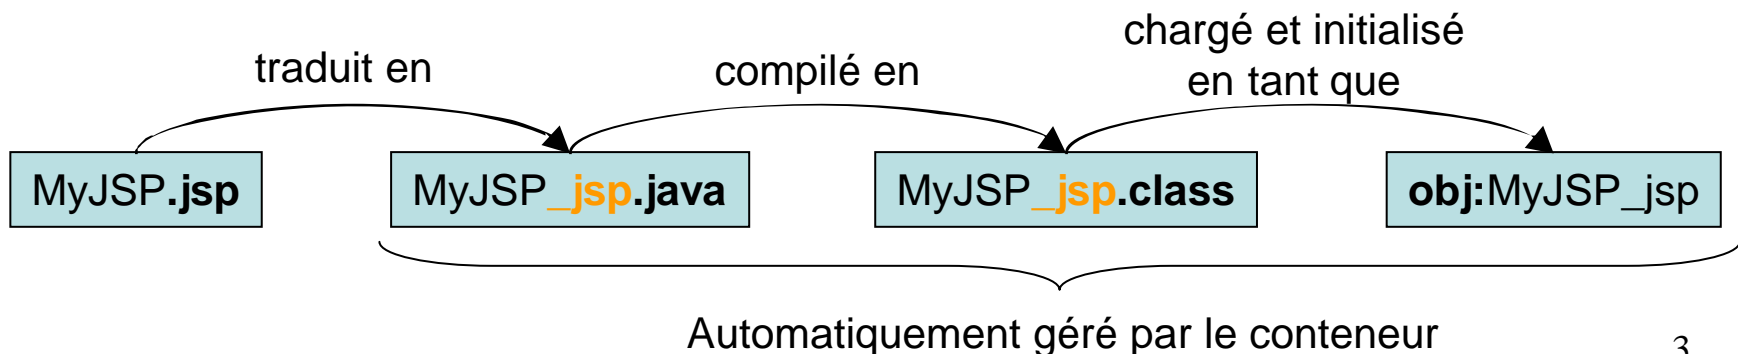 chargé et initialisé
en tant que
traduit en
compilé en
MyJSP.jsp
MyJSP_jsp.java
MyJSP_jsp.class
obj:MyJSP_jsp
Automatiquement géré par le conteneur
3